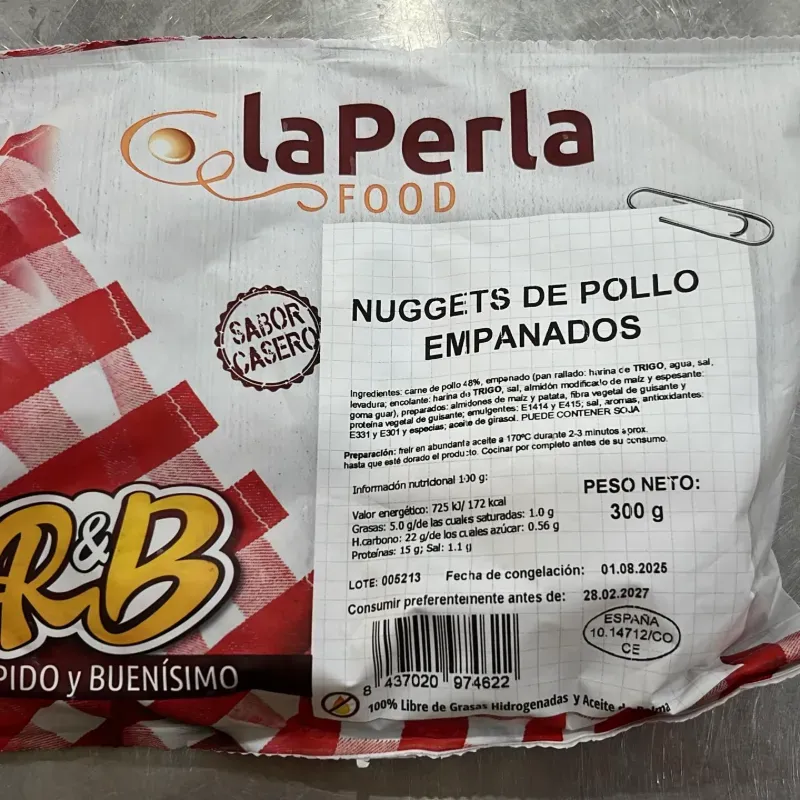 laPerla
FOOD
SABOR
CASERO
NUGGETS DE POLLO
EMPANADOS
Ingredientes: carne de pollo 48%, empanado (pan rallado: harina de TRIGO, agua, sal,
levadura; encolante: harina de TRIGO, sal, almidón modificado de maíz y espesante:
goma guar), preparados: almidones de maíz y patata, fibra vegetal de guisante y
proteína vegetal de guisante; emulgentes: E1414 y E415; sal, aromas, antioxidantes:
E331 y E301 y especias; aceite de girasol. PUEDE CONTENER SOJA
Preparación: freir en abundante aceite a 170ºC durante 2-3 minutos aprox.
hasta que esté dorado el producto. Cocinar por completo antes de su consumo.
Información nutridonal 100 g:
Valor energético: 725 kJ/ 172 kcal
Grasas: 5.0 g/de las cuales saturadas: 1.0 g
H.carbono: 22 g/de los cuales azúcar: 0.56 g
Proteínas: 15 g; Sal: 1.1 g
PESO NETO:
300 g
LOTE: 005213 Fecha de congelación: 01.08.2025
Consumir preferentemente antes de: 28.02.2027
ESPAÑA
10.14712/CO
CE
8 437020 974622
R&B
PIDO y BUENÍSIMO
100% Libre de Grasas Hidrogenadas y Aceite de Palma